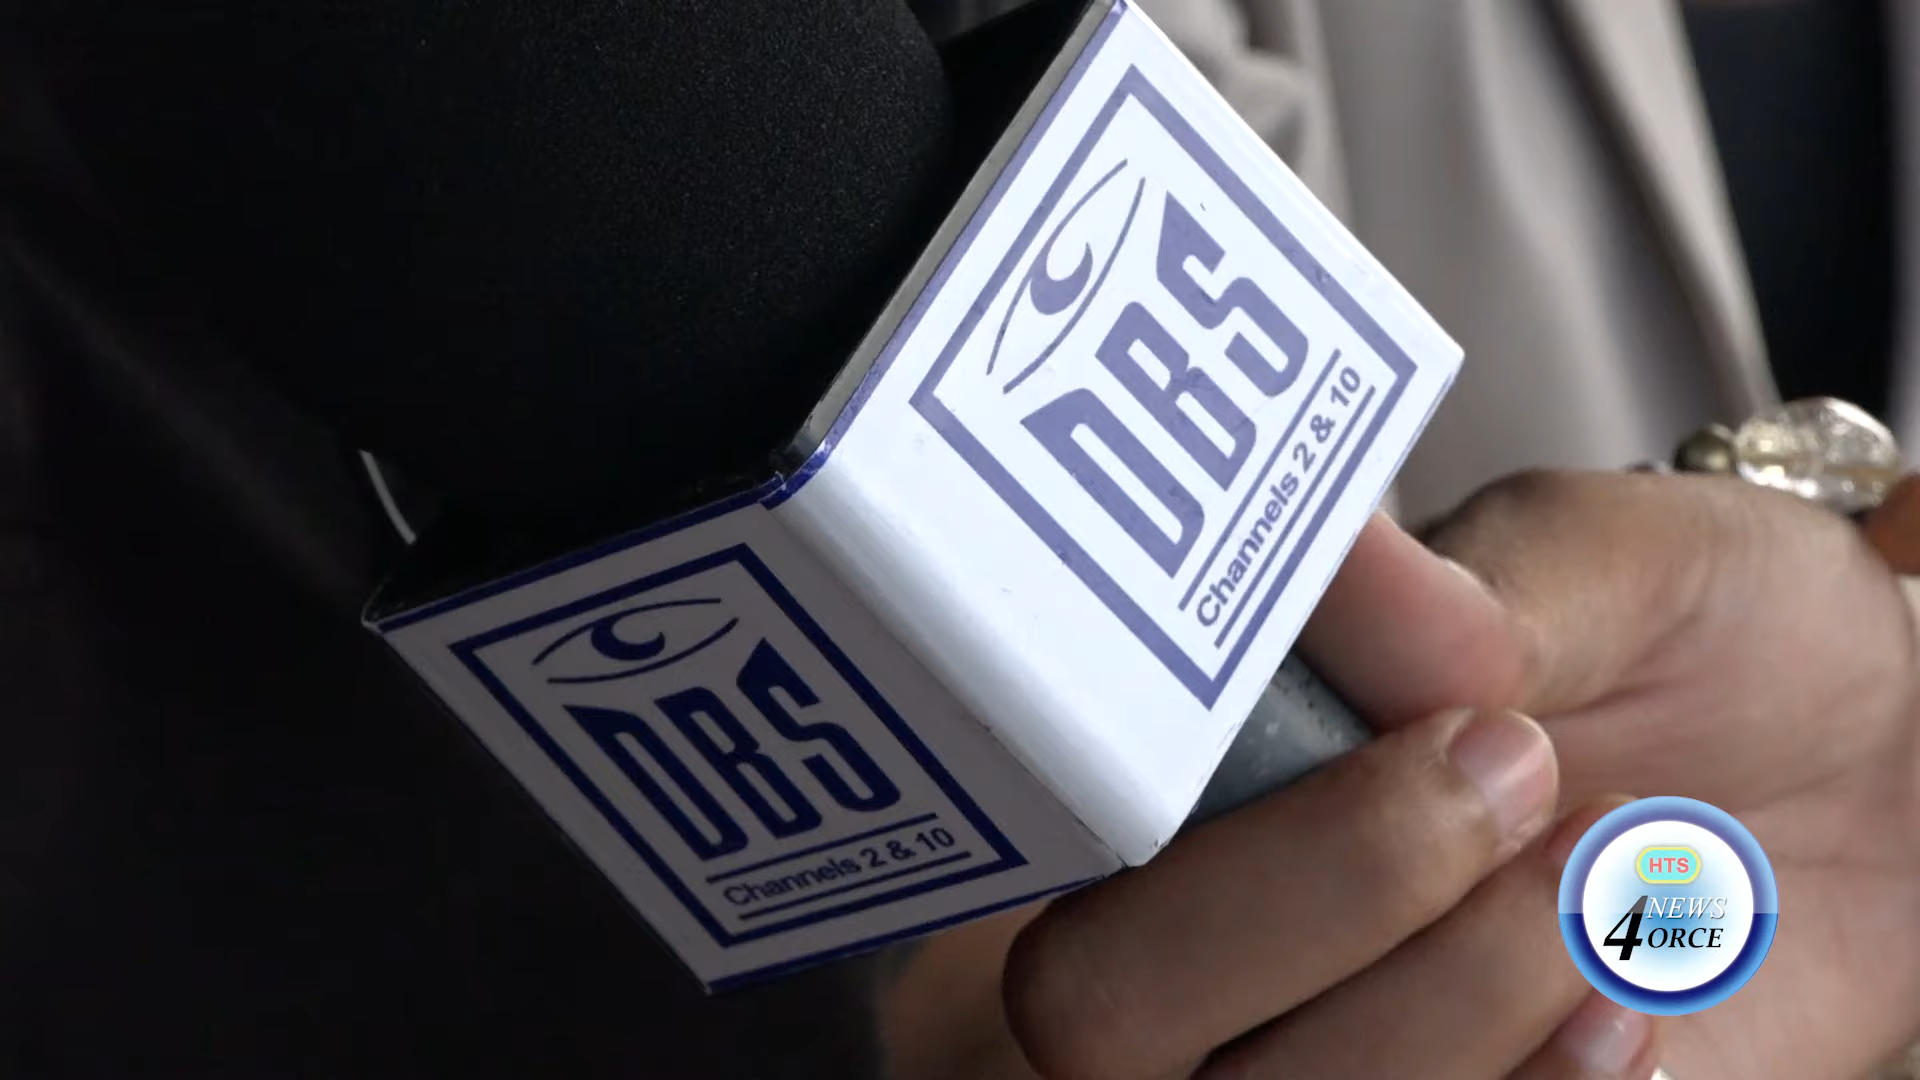 DBS
Channels 2 & 10
DBS
Channels 2 & 10
HTS
NEWS
4ORCE